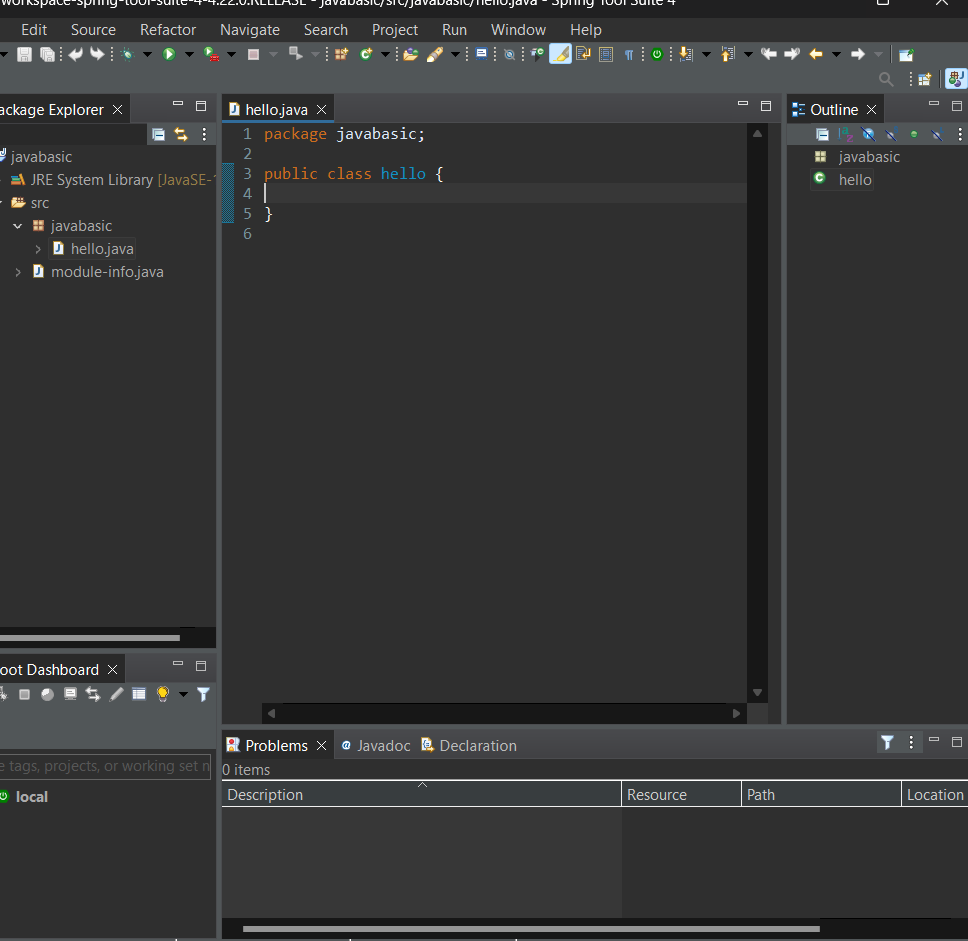 workspace-spring-tool-suite-4-4.22.0.RELEASE - javabasic/src/javabasic/hello.java - Spring Tool Suite 4
Edit Source Refactor Navigate Search Project Run Window Help
ackage Explorer
javabasic
JRE System Library [JavaSE-1
src
javabasic
hello.java
module-info.java
hello.java
1 package javabasic;
2
3 public class hello {
4
5 }
6
Outline
javabasic
hello
oot Dashboard
e tags, projects, or working set n
local
Problems Javadoc Declaration
0 items
Description Resource Path Location